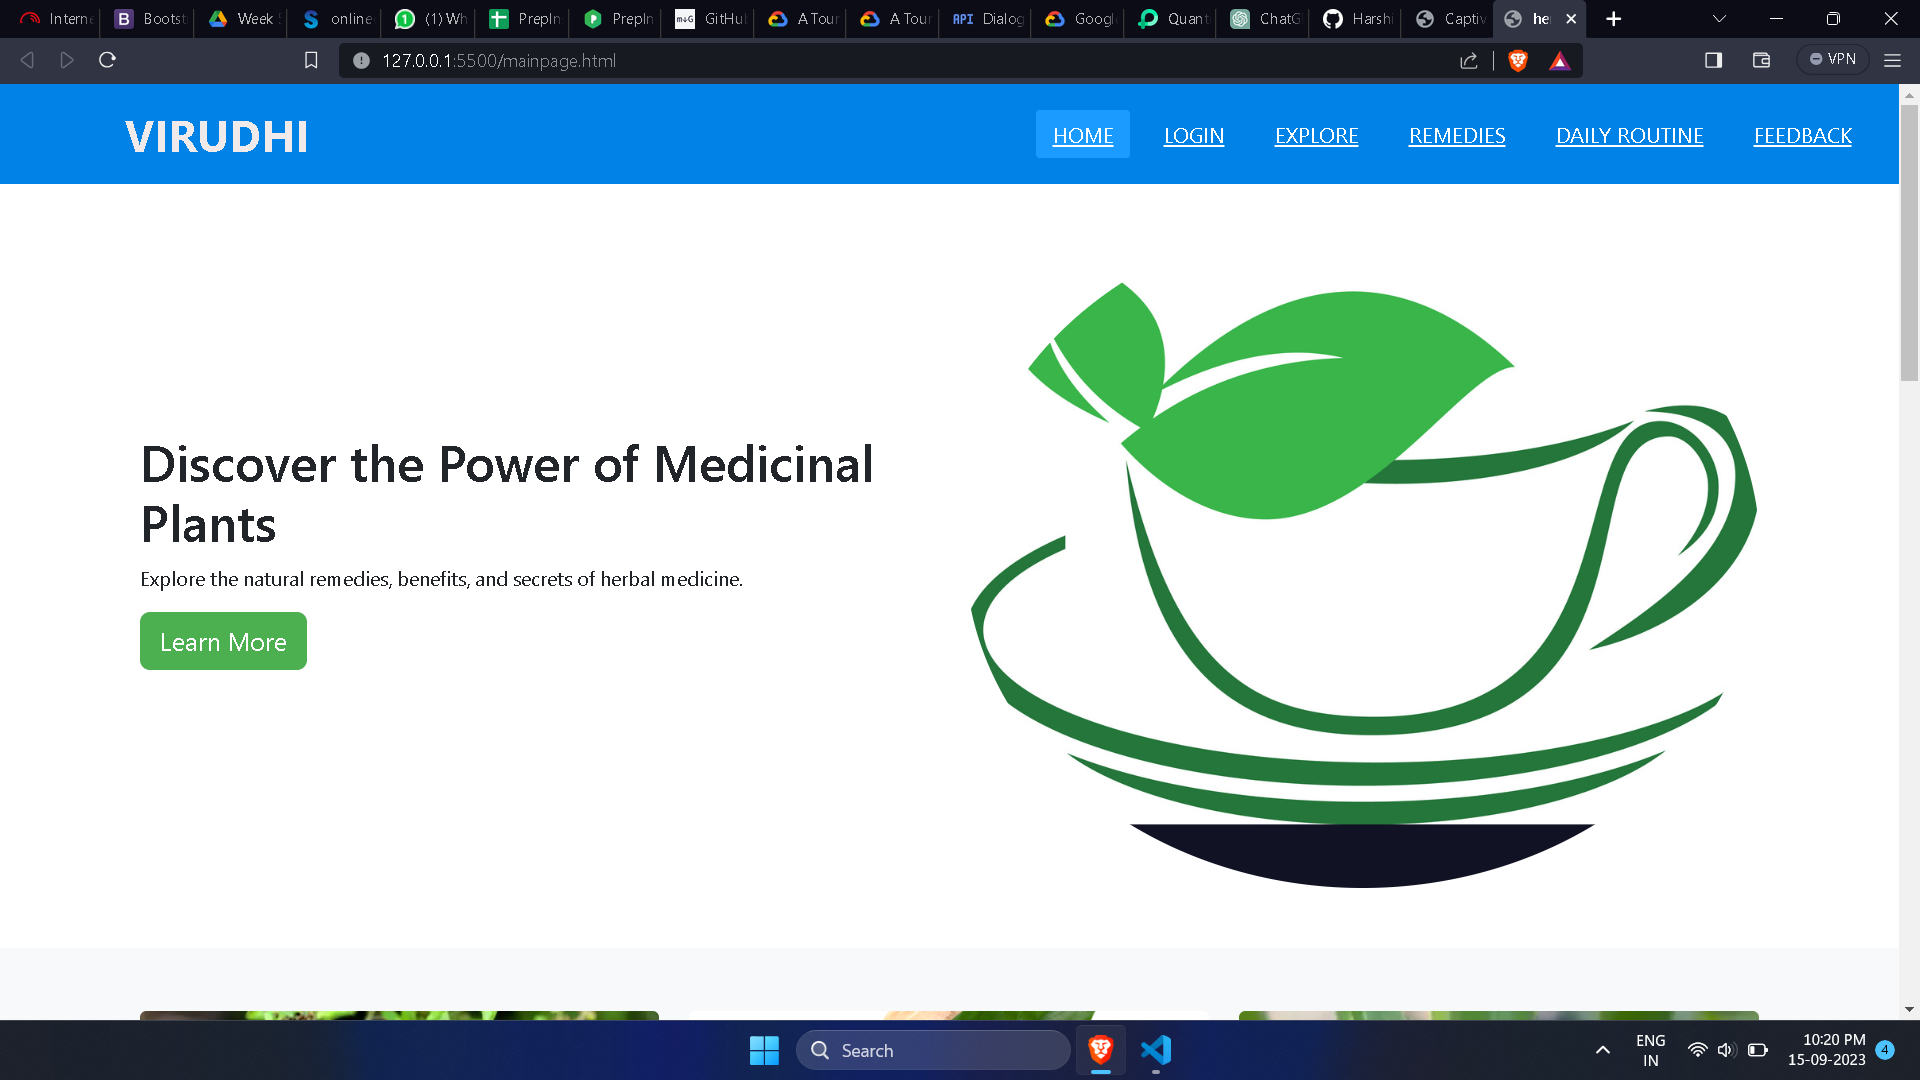 Interne
Bootst
Week
online
(1) Wh
PrepIn
PrepIn
GitHub
A Tour
A Tour
API Dialog
Google
Quant
ChatG
Harshi
Captiv
he
127.0.0.1:5500/mainpage.html
VPN
VIRUDHI
HOME LOGIN EXPLORE REMEDIES DAILY ROUTINE FEEDBACK
Discover the Power of Medicinal
Plants
Explore the natural remedies, benefits, and secrets of herbal medicine.
Learn More
Search
ENG
IN
10:20 PM
15-09-2023
4